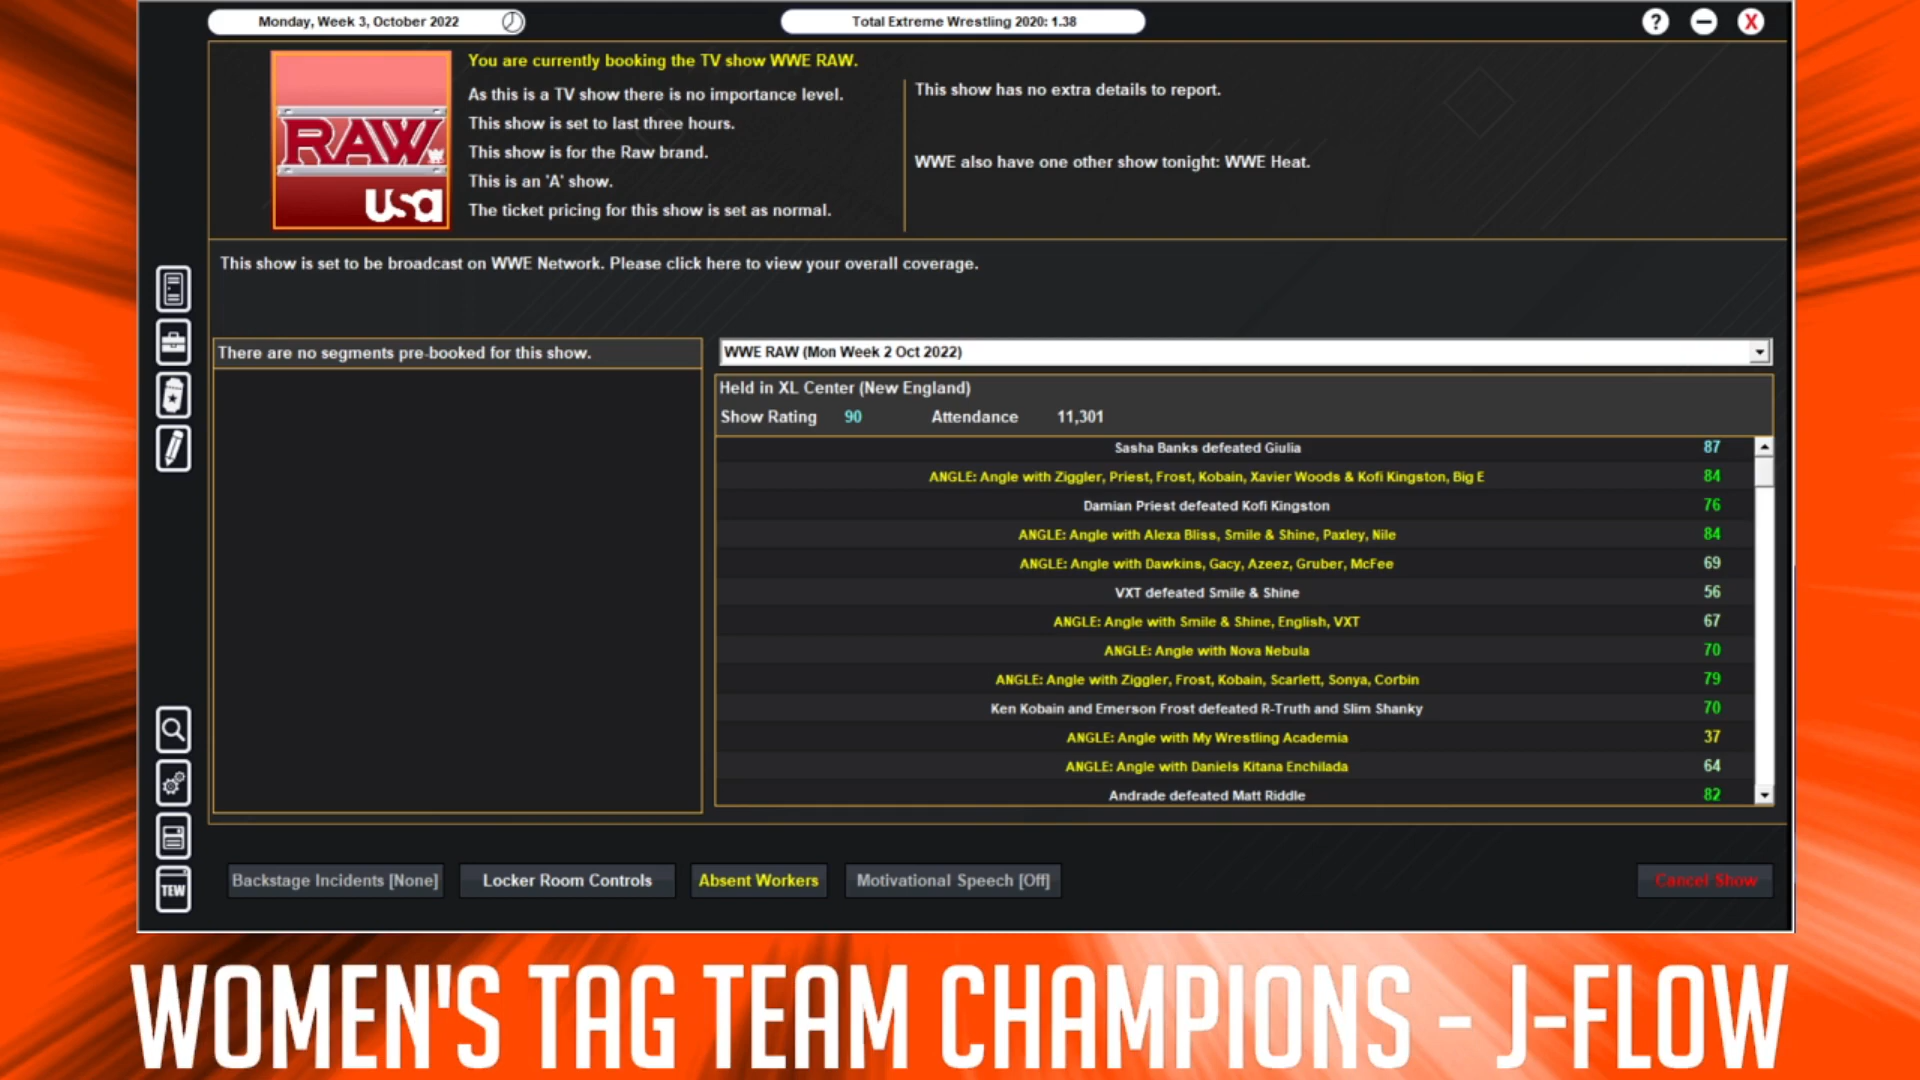 Monday, Week 3, October 2022
Total Extreme Wrestling 2020: 1.38
?
X
RAW
USA
You are currently booking the TV show WWE RAW.
As this is a TV show there is no importance level.
This show is set to last three hours.
This show is for the Raw brand.
This is an 'A' show.
The ticket pricing for this show is set as normal.
This show has no extra details to report.
WWE also have one other show tonight: WWE Heat.
This show is set to be broadcast on WWE Network. Please click here to view your overall coverage.
There are no segments pre-booked for this show.
WWE RAW (Mon Week 2 Oct 2022)
Held in XL Center (New England)
Show Rating 90 Attendance 11,301
Sasha Banks defeated Giulia 87
ANGLE: Angle with Ziggler, Priest, Frost, Kobain, Xavier Woods & Kofi Kingston, Big E 84
Damian Priest defeated Kofi Kingston 76
ANGLE: Angle with Alexa Bliss, Smile & Shine, Paxley, Nile 84
ANGLE: Angle with Dawkins, Gacy, Azeez, Gruber, McFee 69
VXT defeated Smile & Shine 56
ANGLE: Angle with Smile & Shine, English, VXT 67
ANGLE: Angle with Nova Nebula 70
ANGLE: Angle with Ziggler, Frost, Kobain, Scarlett, Sonya, Corbin 79
Ken Kobain and Emerson Frost defeated R-Truth and Slim Shanky 70
ANGLE: Angle with My Wrestling Academia 37
ANGLE: Angle with Daniels Kitana Enchilada 64
Andrade defeated Matt Riddle 82
TEW
Backstage Incidents [None]
Locker Room Controls
Absent Workers
Motivational Speech [Off]
Cancel Show
WOMEN'S TAG TEAM CHAMPIONS - J-FLOW